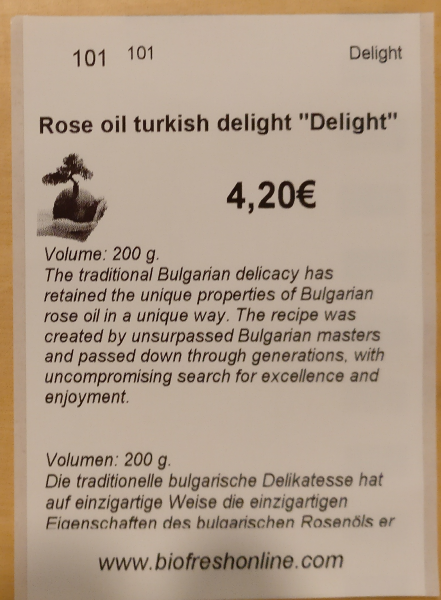 101 101 Delight
Rose oil turkish delight "Delight"
4,20€
Volume: 200 g.
The traditional Bulgarian delicacy has
retained the unique properties of Bulgarian
rose oil in a unique way. The recipe was
created by unsurpassed Bulgarian masters
and passed down through generations, with
uncompromising search for excellence and
enjoyment.
Volumen: 200 g.
Die traditionelle bulgarische Delikatesse hat
auf einzigartige Weise die einzigartigen
Eigenschaften des bulgarischen Rosenöls er
www.biofreshonline.com